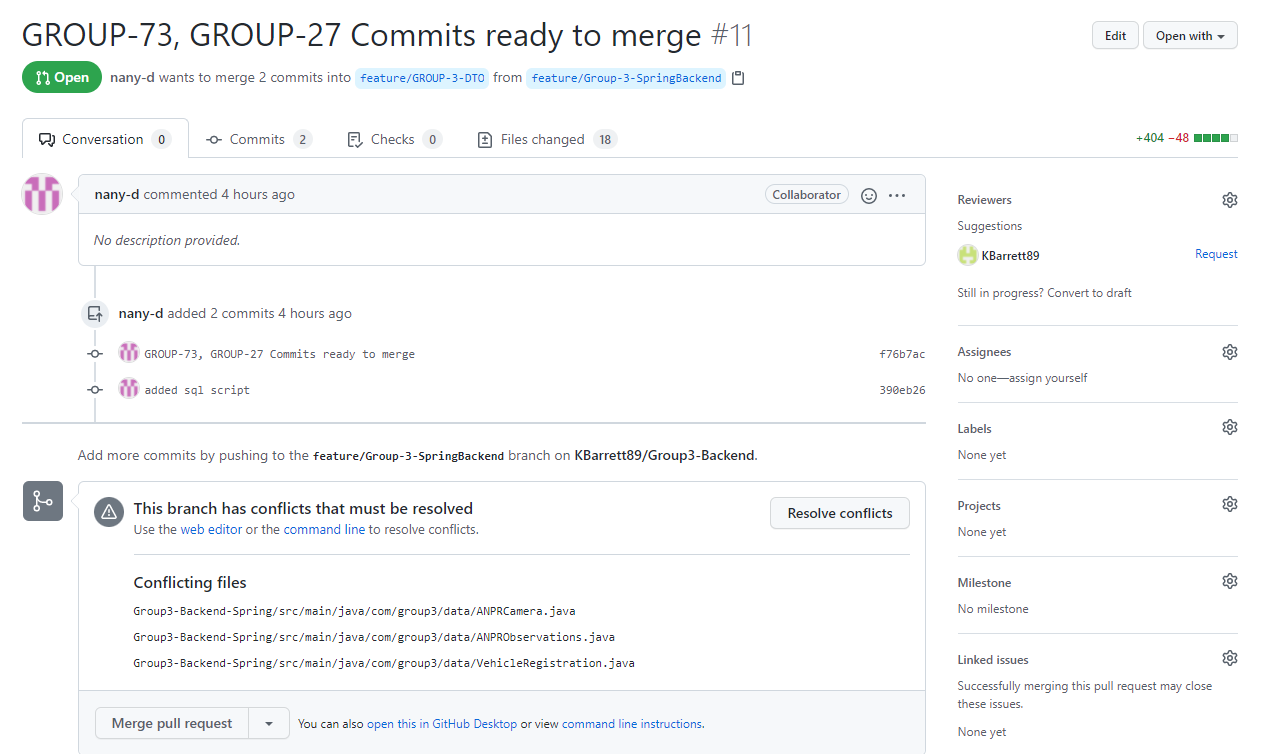 GROUP-73, GROUP-27 Commits ready to merge #11
Edit
Open with
Open
nany-d wants to merge 2 commits into feature/GROUP-3-DTO from feature/Group-3-SpringBackend
Conversation 0
Commits 2
Checks 0
Files changed 18
+404 −48
nany-d commented 4 hours ago
Collaborator
No description provided.
nany-d added 2 commits 4 hours ago
GROUP-73, GROUP-27 Commits ready to merge
f76b7ac
added sql script
390eb26
Add more commits by pushing to the feature/Group-3-SpringBackend branch on KBarrett89/Group3-Backend.
This branch has conflicts that must be resolved
Use the web editor or the command line to resolve conflicts.
Resolve conflicts
Conflicting files
Group3-Backend-Spring/src/main/java/com/group3/data/ANPRCamera.java
Group3-Backend-Spring/src/main/java/com/group3/data/ANPRObservations.java
Group3-Backend-Spring/src/main/java/com/group3/data/VehicleRegistration.java
Merge pull request
You can also open this in GitHub Desktop or view command line instructions.
Reviewers
Suggestions
KBarrett89
Request
Still in progress? Convert to draft
Assignees
No one—assign yourself
Labels
None yet
Projects
None yet
Milestone
No milestone
Linked issues
Successfully merging this pull request may close
these issues.
None yet